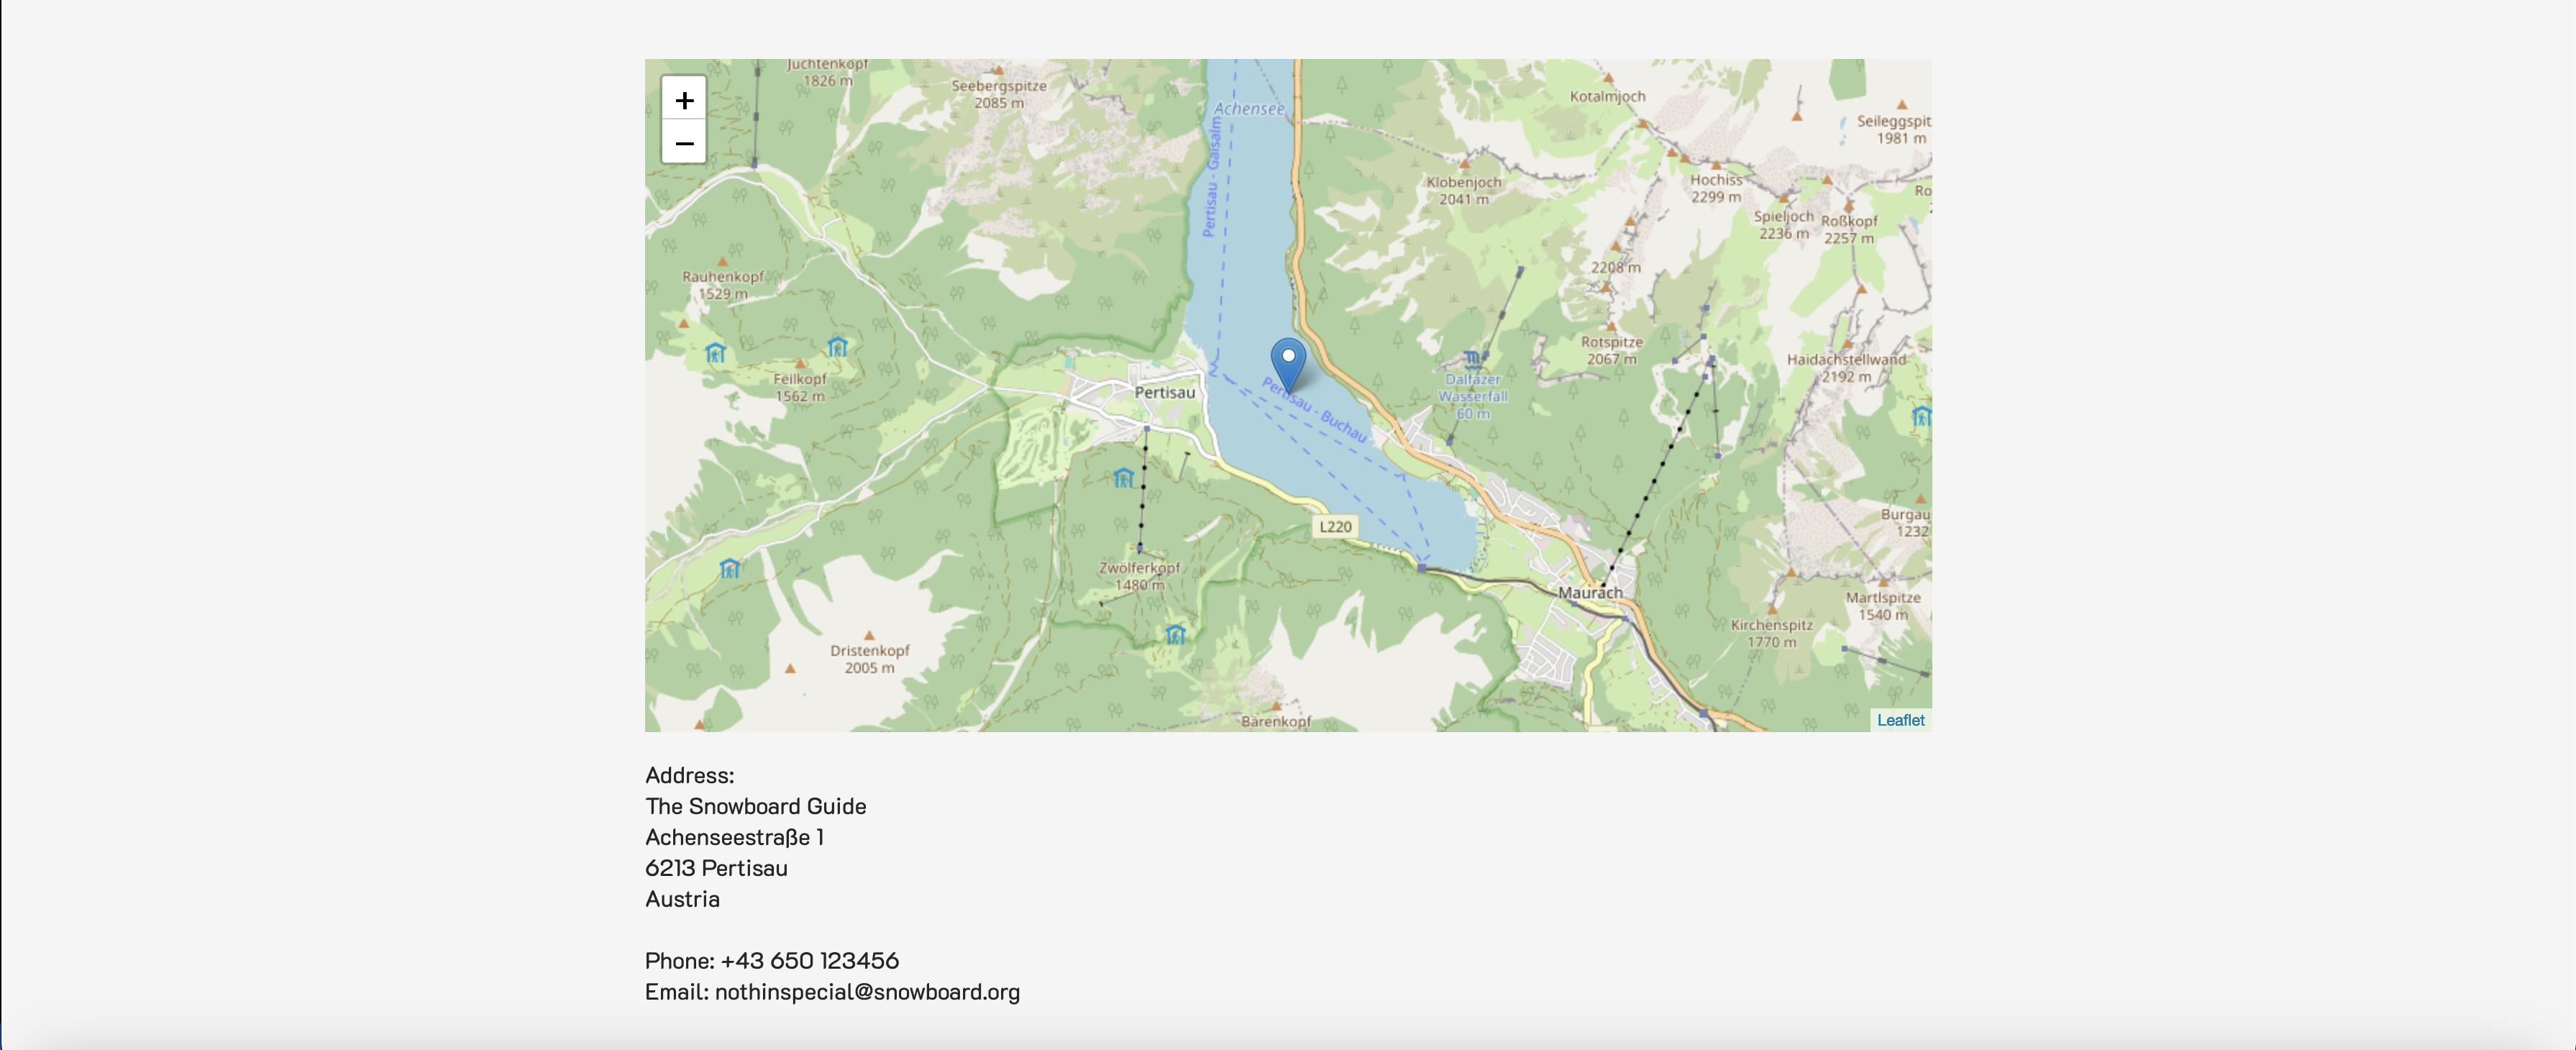 +
−
Juchtenkopf
1826 m
Seebergspitze
2085 m
Achensee
Kotalmjoch
Seileggspit
1981 m
Pertisau - Gaisalm
Klobenjoch
2041 m
Hochiss
2299 m
Ro
Spieljoch
2236 m
Roßkopf
2257 m
Rauhenkopf
1529 m
2208 m
Rotspitze
2067 m
Haidachstellwand
2192 m
Feilkopf
1562 m
Pertisau
Pertisau - Buchau
Dalfazer
Wasserfall
60 m
L220
Burgau
1232
Zwölferkopf
1480 m
Maurach
Martlspitze
1540 m
Kirchenspitz
1770 m
Dristenkopf
2005 m
Bärenkopf
Leaflet
Address:
The Snowboard Guide
Achenseestraße 1
6213 Pertisau
Austria
Phone: +43 650 123456
Email: nothinspecial@snowboard.org